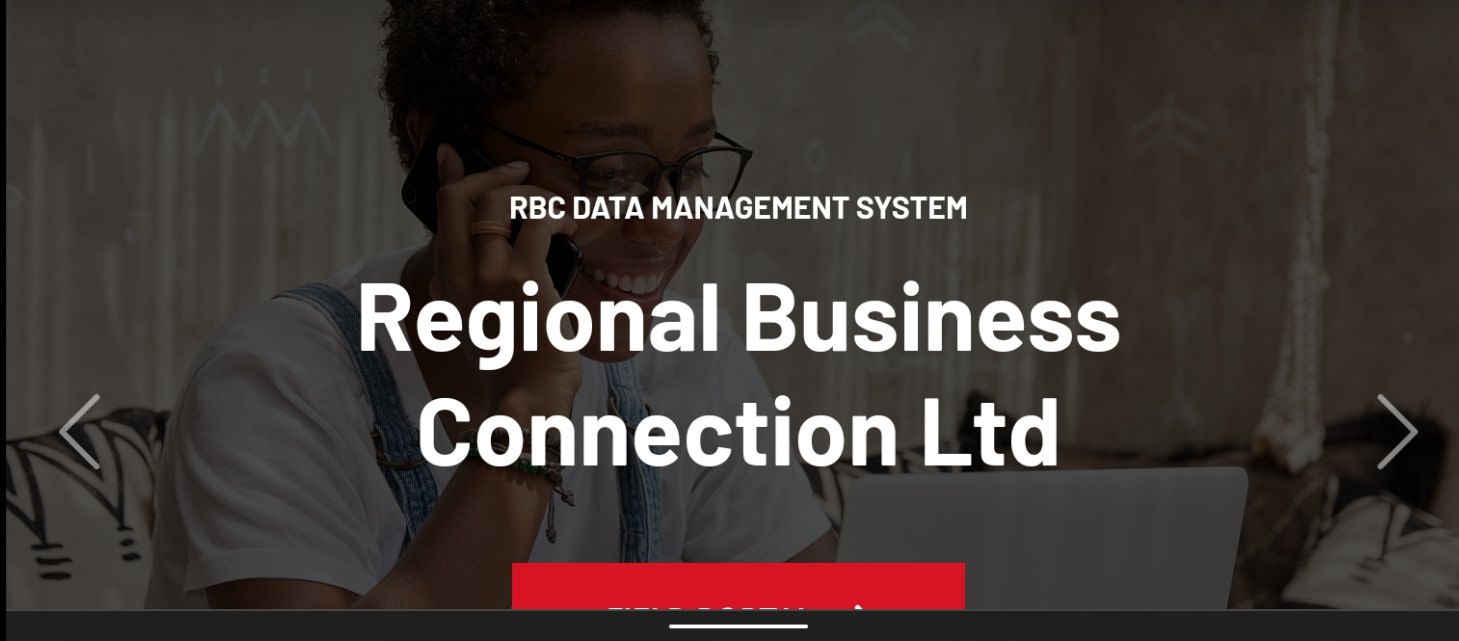 RBC DATA MANAGEMENT SYSTEM
Regional Business
Connection Ltd